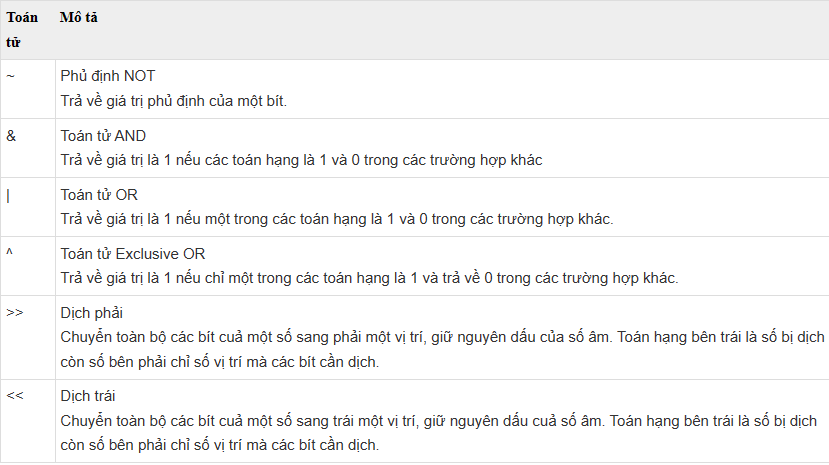 Toán Mô tả
tử
~ Phủ định NOT
Trả về giá trị phủ định của một bít.
& Toán tử AND
Trả về giá trị là 1 nếu các toán hạng là 1 và 0 trong các trường hợp khác
| Toán tử OR
Trả về giá trị là 1 nếu một trong các toán hạng là 1 và 0 trong các trường hợp khác.
^ Toán tử Exclusive OR
Trả về giá trị là 1 nếu chỉ một trong các toán hạng là 1 và trả về 0 trong các trường hợp khác.
>> Dịch phải
Chuyển toàn bộ các bít cuả một số sang phải một vị trí, giữ nguyên dấu của số âm. Toán hạng bên trái là số bị dịch
còn số bên phải chỉ số vị trí mà các bít cần dịch.
<< Dịch trái
Chuyển toàn bộ các bít cuả một số sang trái một vị trí, giữ nguyên dấu cuả số âm. Toán hạng bên trái là số bị dịch
còn số bên phải chỉ số vị trí mà các bít cần dịch.